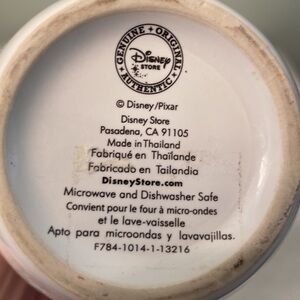 GENUINE • ORIGINAL • AUTHENTIC •
Disney
STORE
© Disney/Pixar
Disney Store
Pasadena, CA 91105
Made in Thailand
Fabriqué en Thaïlande
Fabricado en Tailandia
DisneyStore.com
Microwave and Dishwasher Safe
Convient pour le four à micro-ondes
et le lave-vaisselle
Apto para microondas y lavavajillas.
F784-1014-1-13216